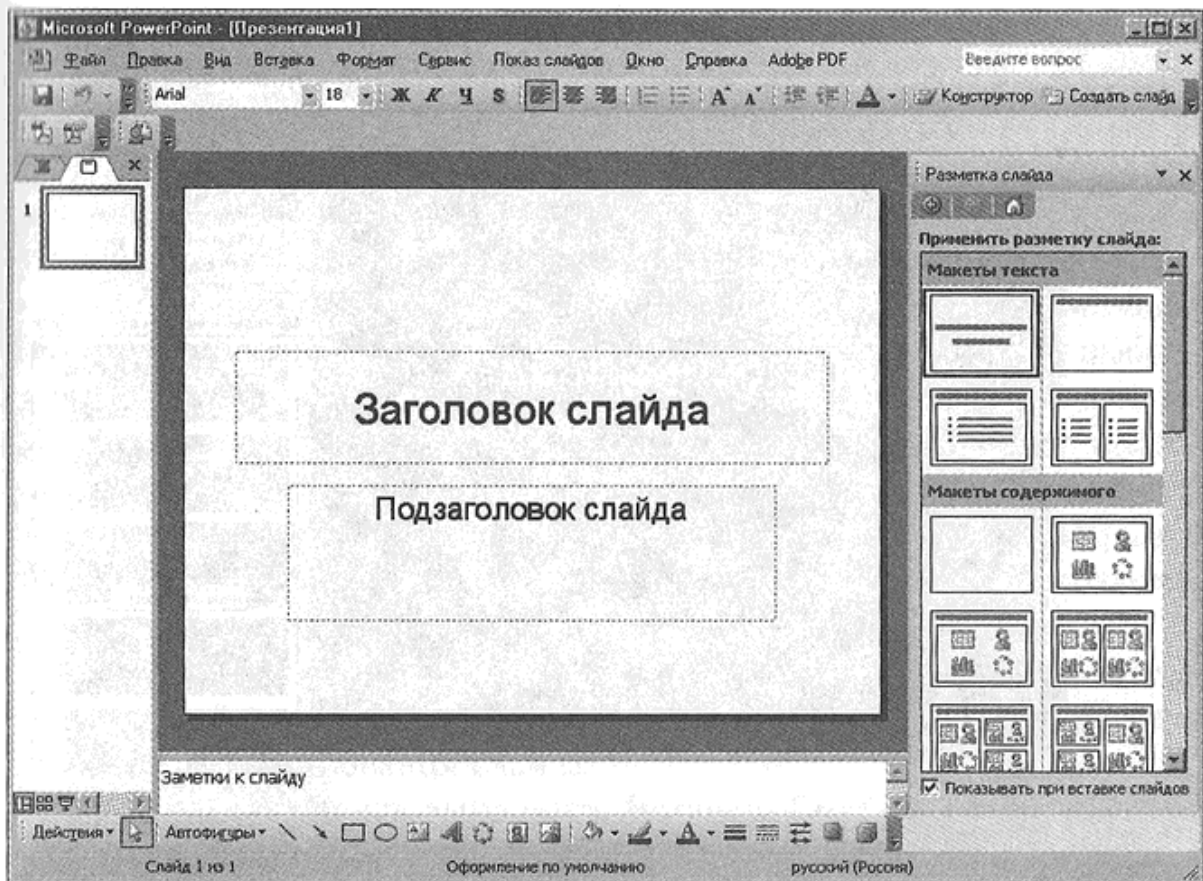 Microsoft PowerPoint - [Презентация1]
Файл Правка Вид Вставка Формат Сервис Показ слайдов Окно Справка Adobe PDF Введите вопрос
Arial 18 Ж К Ч S Конструктор Создать слайд
Разметка слайда
1
Применить разметку слайда:
Макеты текста
Заголовок слайда
Подзаголовок слайда
Макеты содержимого
Заметки к слайду
Показывать при вставке слайдов
Действия Автофигуры
Слайд 1 из 1 Оформление по умолчанию русский (Россия)